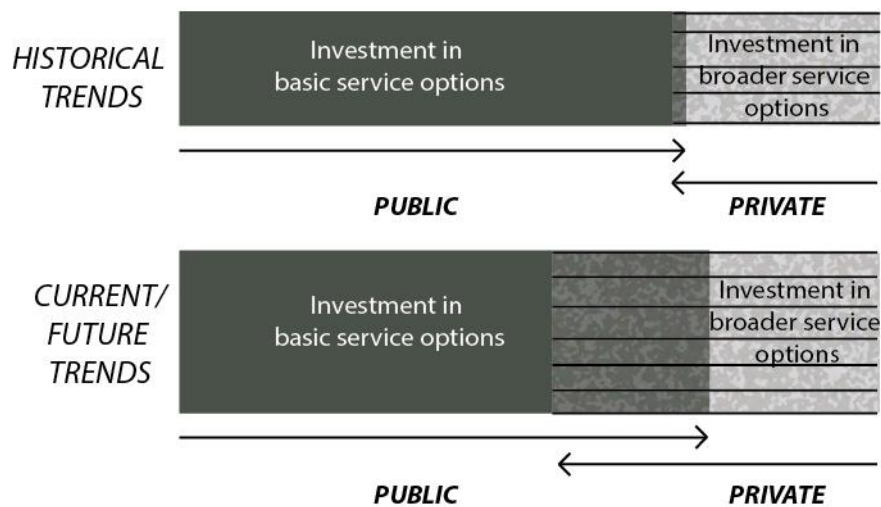 HISTORICAL
TRENDS
Investment in
basic service options
Investment in
broader service
options
PUBLIC
PRIVATE
CURRENT/
FUTURE
TRENDS
Investment in
basic service options
Investment in
broader service
options
PUBLIC
PRIVATE